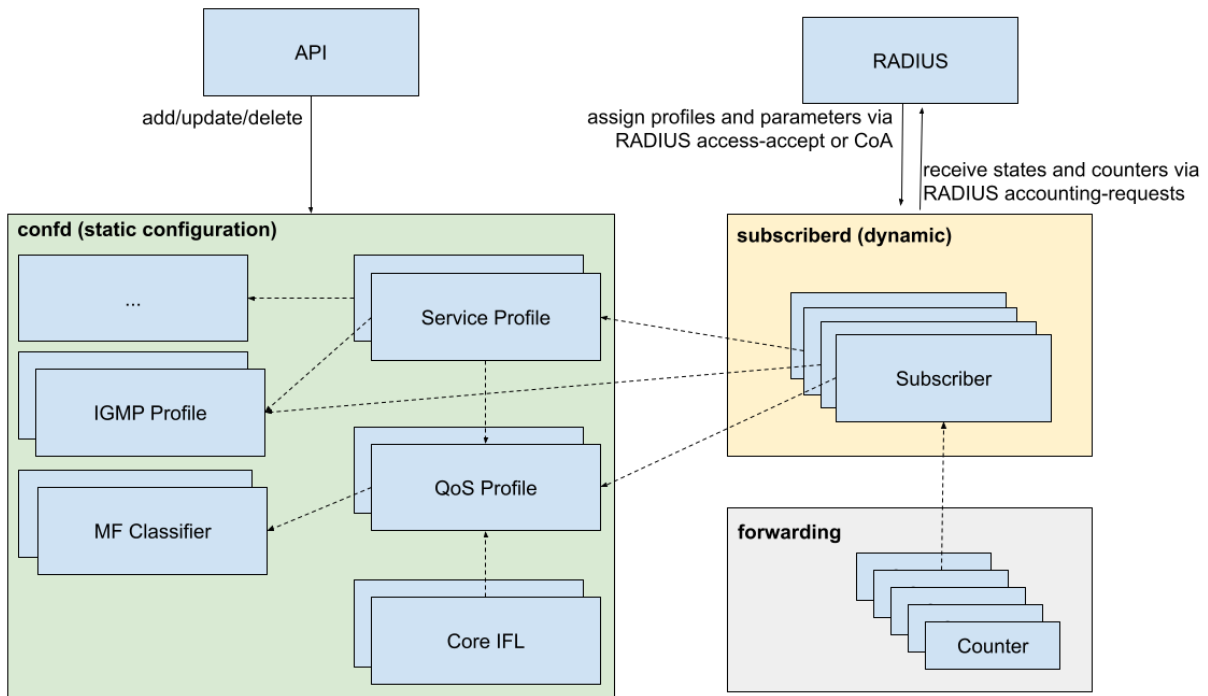 API
RADIUS
add/update/delete
assign profiles and parameters via
RADIUS access-accept or CoA
receive states and counters via
RADIUS accounting-requests
confd (static configuration)
subscriberd (dynamic)
...
Service Profile
Subscriber
IGMP Profile
QoS Profile
MF Classifier
forwarding
Core IFL
Counter